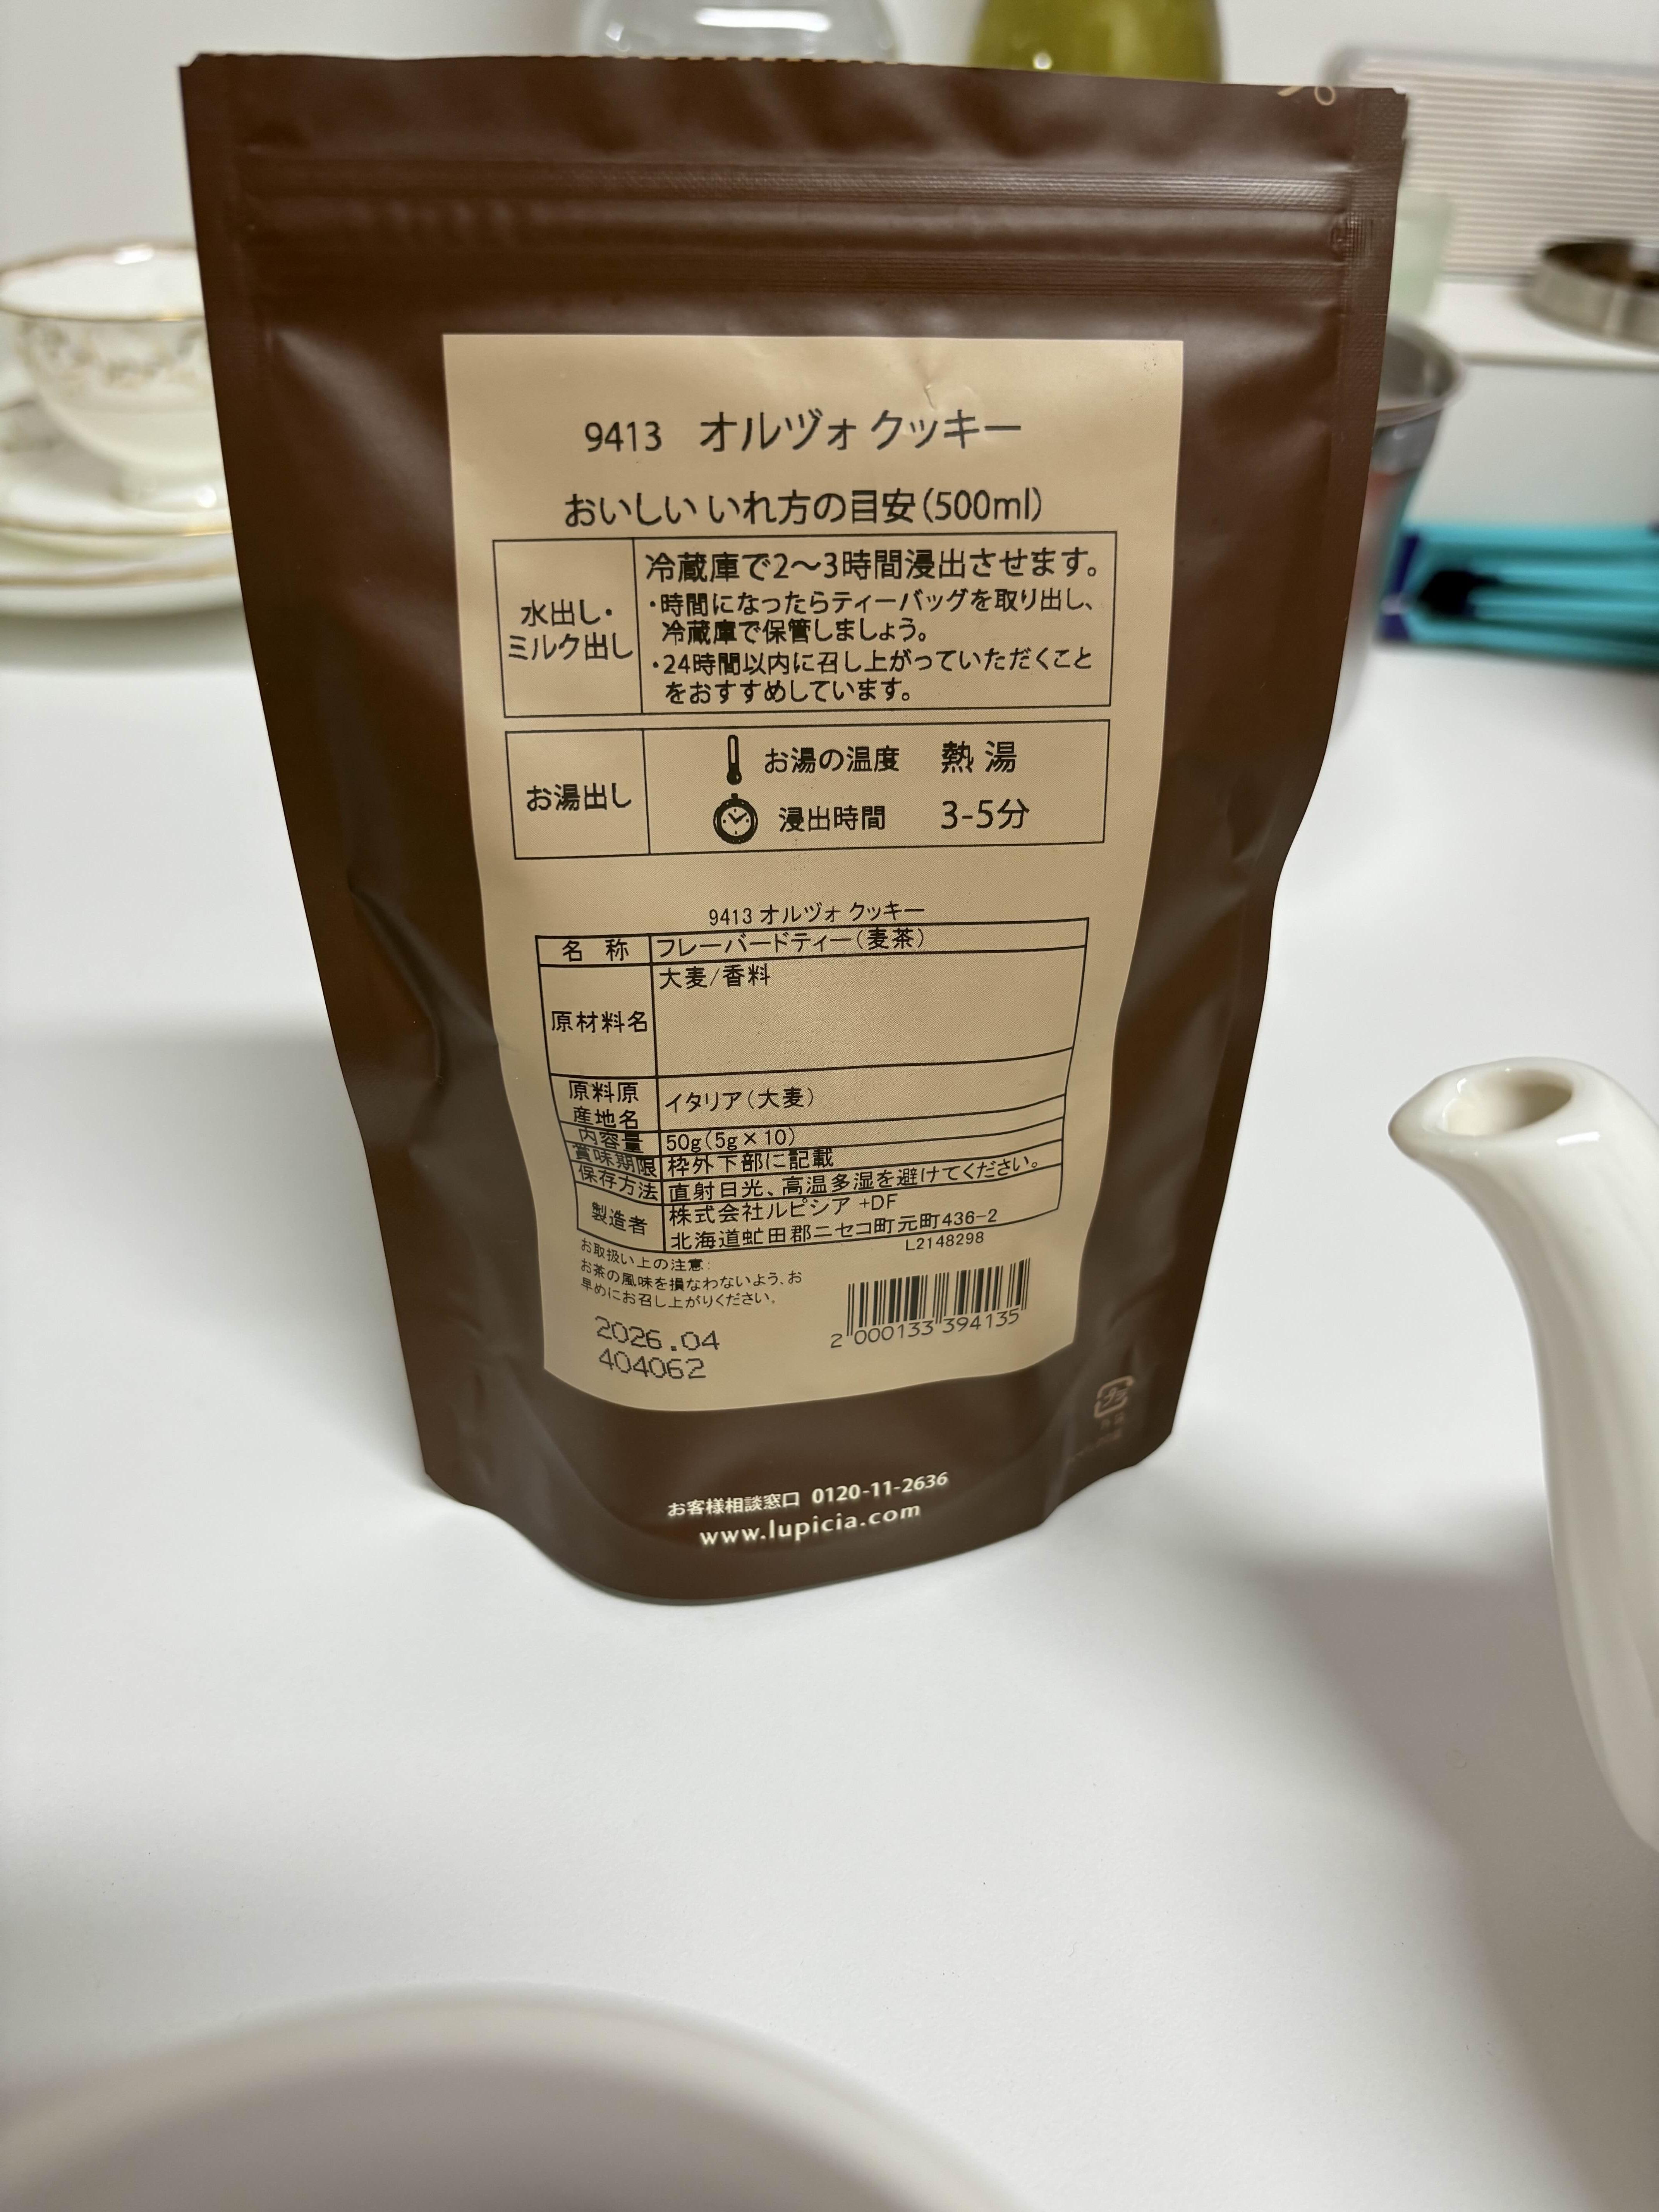 9413 オルヅォ クッキー
おいしい いれ方の目安(500ml)
水出し・
ミルク出し
冷蔵庫で2～3時間浸出させます。
・時間になったらティーバッグを取り出し、
冷蔵庫で保管しましょう。
・24時間以内に召し上がっていただくこと
をおすすめしています。
お湯出し
お湯の温度 熱湯
浸出時間 3-5分
9413 オルヅォ クッキー
名 称 フレーバードティー(麦茶)
原材料名 大麦/香料
原料原
産地名
イタリア(大麦)
内容量 50g(5g×10)
賞味期限 枠外下部に記載
保存方法 直射日光、高温多湿を避けてください。
製造者 株式会社ルピシア +DF
北海道虻田郡ニセコ町元町436-2
L2148298
お取扱い上の注意:
お茶の風味を損なわないよう、お
早めにお召し上がりください。
2 000133 394135
2026.04
404062
お客様相談窓口 0120-11-2636
www.lupicia.com